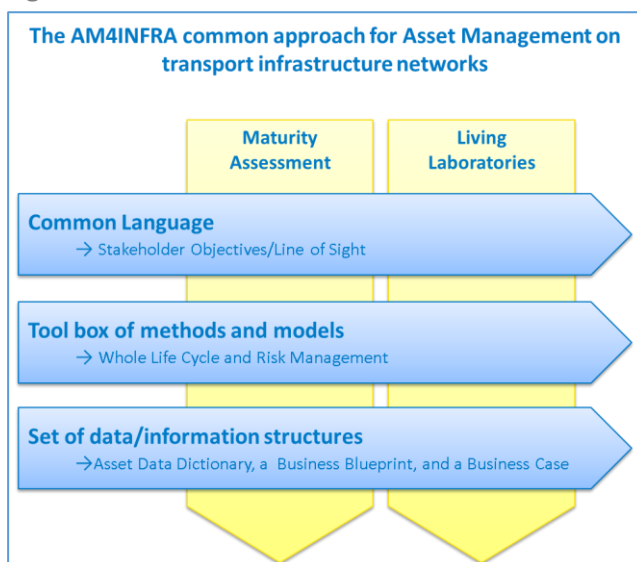 The AM4INFRA common approach for Asset Management on
transport infrastructure networks
Maturity
Assessment
Living
Laboratories
Common Language
→ Stakeholder Objectives/Line of Sight
Tool box of methods and models
→ Whole Life Cycle and Risk Management
Set of data/information structures
→Asset Data Dictionary, a Business Blueprint, and a Business Case